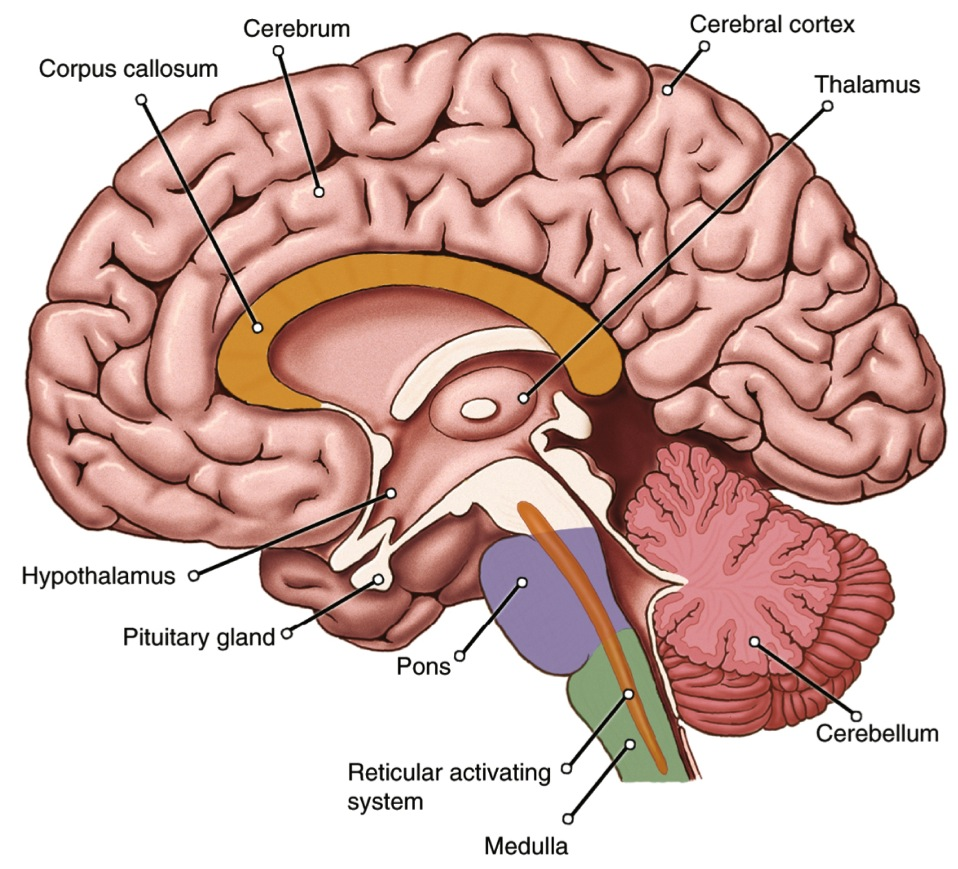 Cerebrum
Cerebral cortex
Corpus callosum
Thalamus
Hypothalamus
Pituitary gland
Pons
Cerebellum
Reticular activating
system
Medulla